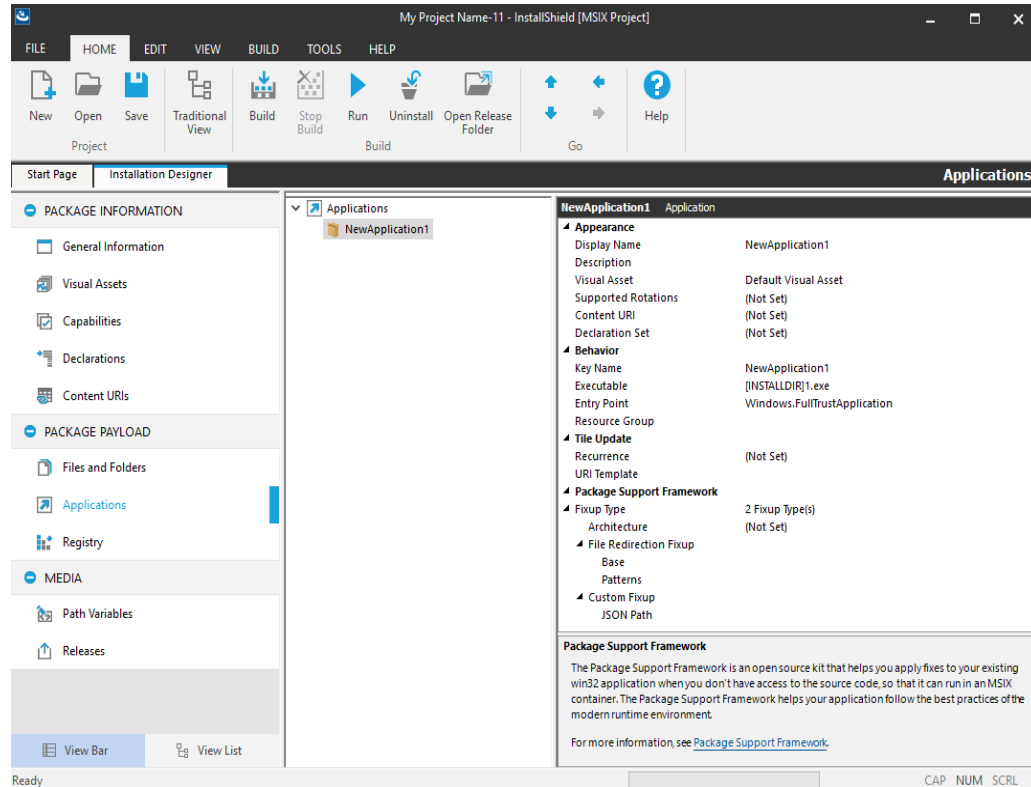 My Project Name-11 - InstallShield [MSIX Project]
FILE HOME EDIT VIEW BUILD TOOLS HELP
New Open Save Traditional View Build Stop Build Run Uninstall Open Release Folder Help
Project Build Go
Start Page Installation Designer Applications
PACKAGE INFORMATION
General Information
Visual Assets
Capabilities
Declarations
Content URIs
PACKAGE PAYLOAD
Files and Folders
Applications
Registry
MEDIA
Path Variables
Releases
View Bar View List
Applications
NewApplication1
NewApplication1 Application
Appearance
Display Name NewApplication1
Description
Visual Asset Default Visual Asset
Supported Rotations (Not Set)
Content URI (Not Set)
Declaration Set (Not Set)
Behavior
Key Name NewApplication1
Executable [INSTALLDIR]1.exe
Entry Point Windows.FullTrustApplication
Resource Group
Tile Update
Recurrence (Not Set)
URI Template
Package Support Framework
Fixup Type 2 Fixup Type(s)
Architecture (Not Set)
File Redirection Fixup
Base
Patterns
Custom Fixup
JSON Path
Package Support Framework
The Package Support Framework is an open source kit that helps you apply fixes to your existing
win32 application when you don't have access to the source code, so that it can run in an MSIX
container. The Package Support Framework helps your application follow the best practices of the
modern runtime environment.
For more information, see Package Support Framework.
Ready CAP NUM SCRL